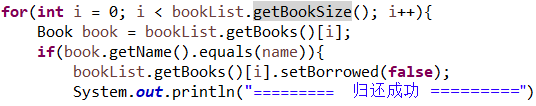 for(int i = 0; i < bookList.getBookSize(); i++){
Book book = bookList.getBooks()[i];
if(book.getName().equals(name)){
bookList.getBooks()[i].setBorrowed(false);
System.out.println("========= 归还成功 =========")